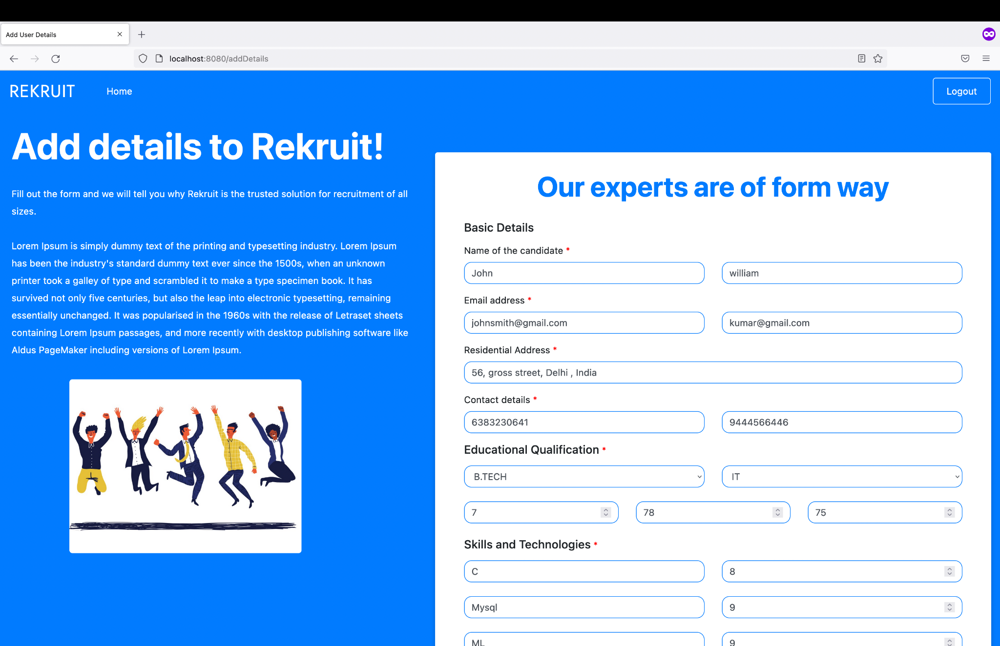 Add User Details
localhost:8080/addDetails
REKRUIT
Home
Logout
Add details to Rekruit!
Fill out the form and we will tell you why Rekruit is the trusted solution for recruitment of all
sizes.
Lorem Ipsum is simply dummy text of the printing and typesetting industry. Lorem Ipsum
has been the industry's standard dummy text ever since the 1500s, when an unknown
printer took a galley of type and scrambled it to make a type specimen book. It has
survived not only five centuries, but also the leap into electronic typesetting, remaining
essentially unchanged. It was popularised in the 1960s with the release of Letraset sheets
containing Lorem Ipsum passages, and more recently with desktop publishing software like
Aldus PageMaker including versions of Lorem Ipsum.
Our experts are of form way
Basic Details
Name of the candidate *
John
william
Email address *
johnsmith@gmail.com
kumar@gmail.com
Residential Address *
56, gross street, Delhi , India
Contact details *
6383230641
9444566446
Educational Qualification *
B.TECH
IT
7
78
75
Skills and Technologies *
C
8
Mysql
9
ML
9